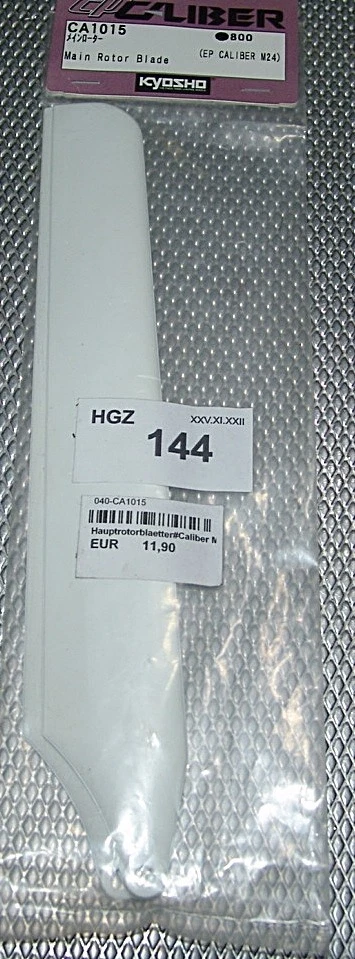 EP CALIBER
CA1015
メインローター ●800
Main Rotor Blade (EP CALIBER M24)
KYOSHO
HGZ XXV.XI.XXII
144
040-CA1015
Hauptrotorblaetter#Caliber M
EUR 11,90